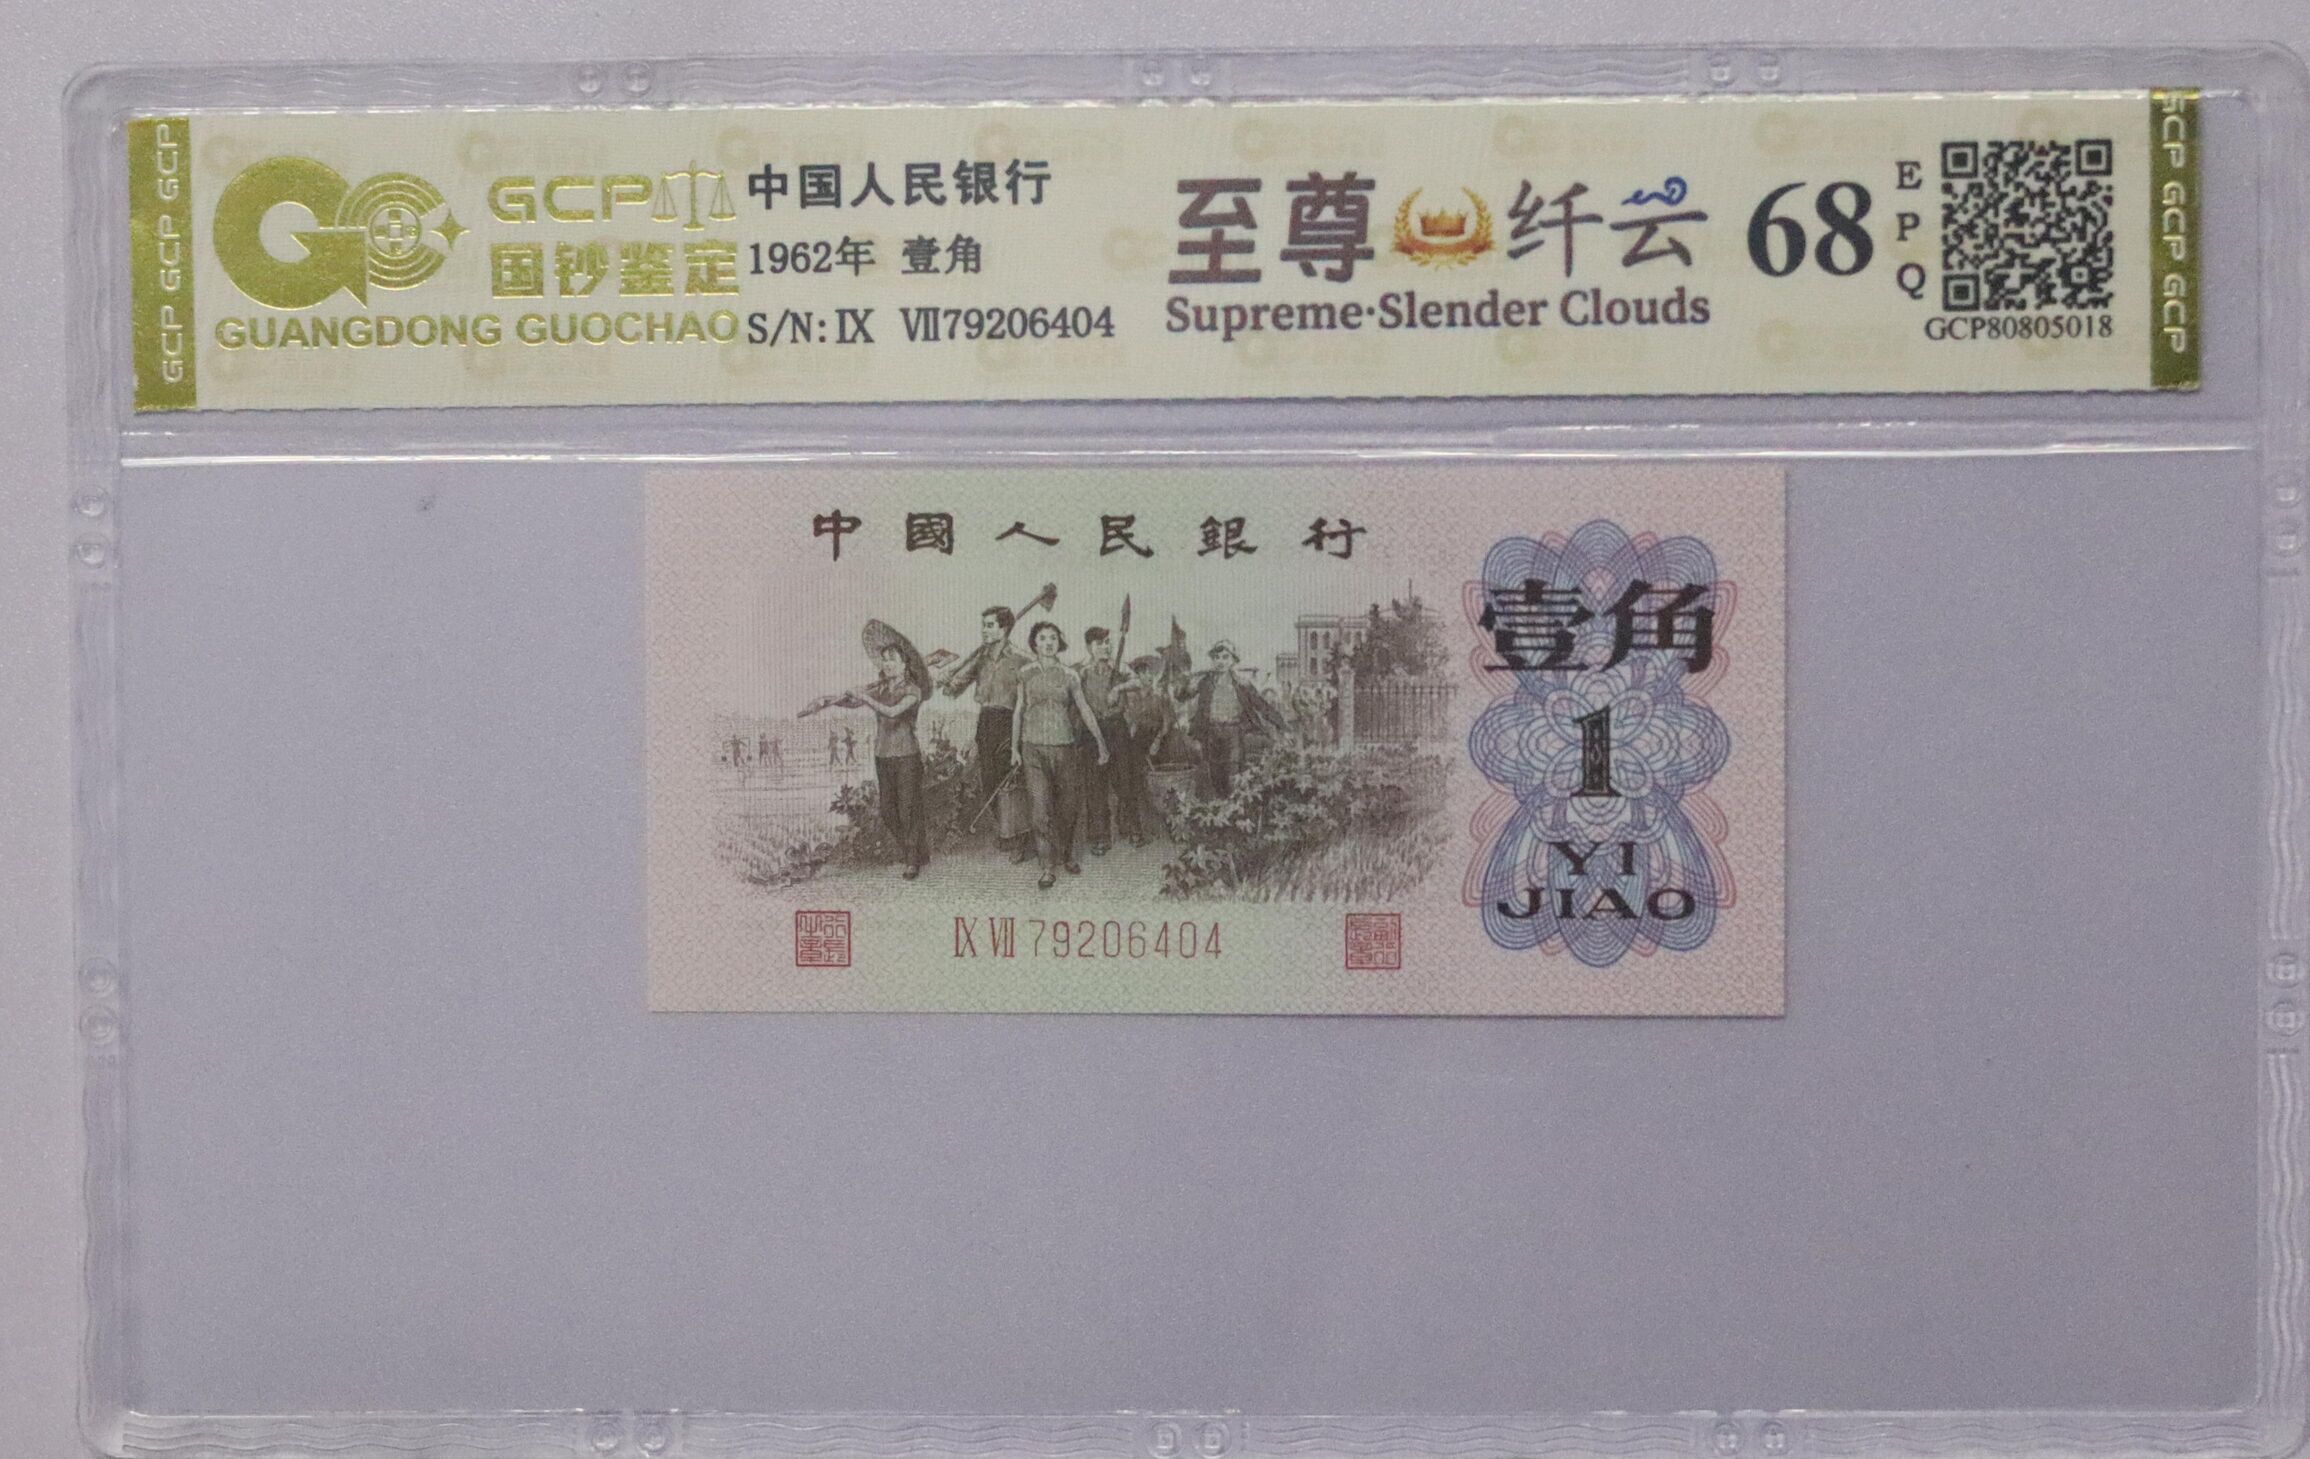 GCP GCP GCP
GCP
国钞鉴定
GUANGDONG GUOCHAO
中国人民银行
1962年 壹角
S/N: Ⅸ Ⅶ79206404
至尊 纤云
Supreme·Slender Clouds
68
E
P
Q
GCP80805018
GCP GCP GCP
中國人民銀行
壹角
1
YI
JIAO
Ⅸ Ⅶ 79206404